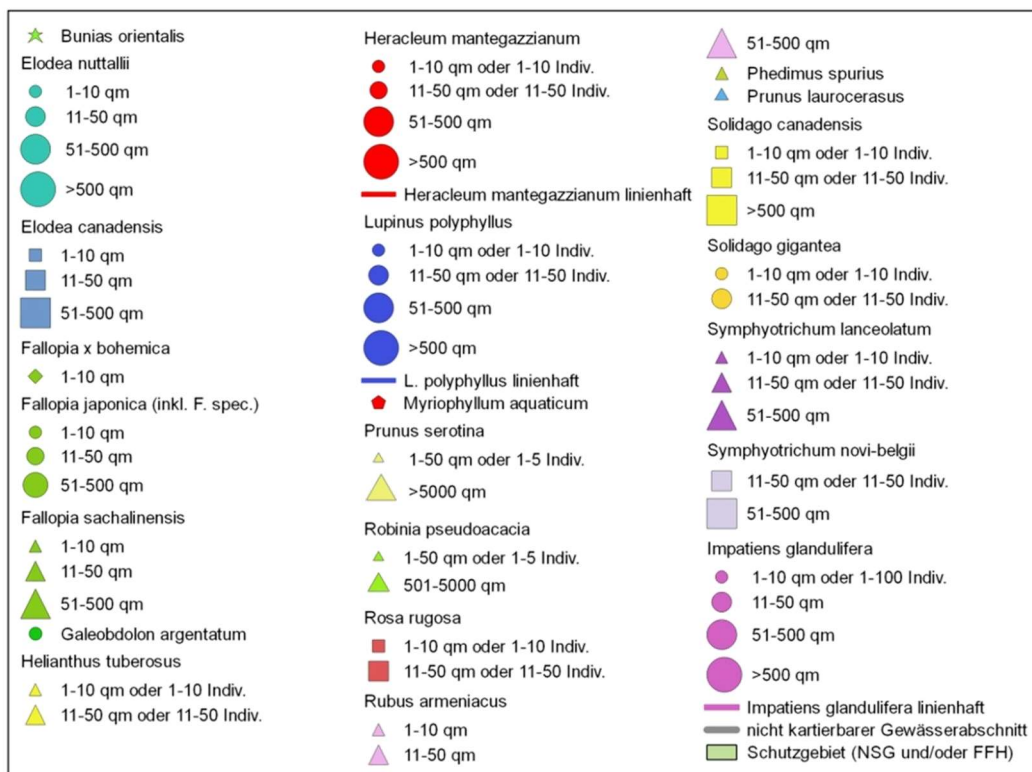 Bunias orientalis
Elodea nuttallii
1-10 qm
11-50 qm
51-500 qm
>500 qm
Elodea canadensis
1-10 qm
11-50 qm
51-500 qm
Fallopia x bohemica
1-10 qm
Fallopia japonica (inkl. F. spec.)
1-10 qm
11-50 qm
51-500 qm
Fallopia sachalinensis
1-10 qm
11-50 qm
51-500 qm
Galeobdolon argentatum
Helianthus tuberosus
1-10 qm oder 1-10 Indiv.
11-50 qm oder 11-50 Indiv.
Heracleum mantegazzianum
1-10 qm oder 1-10 Indiv.
11-50 qm oder 11-50 Indiv.
51-500 qm
>500 qm
Heracleum mantegazzianum linienhaft
Lupinus polyphyllus
1-10 qm oder 1-10 Indiv.
11-50 qm oder 11-50 Indiv.
51-500 qm
>500 qm
L. polyphyllus linienhaft
Myriophyllum aquaticum
Prunus serotina
1-50 qm oder 1-5 Indiv.
>5000 qm
Robinia pseudoacacia
1-50 qm oder 1-5 Indiv.
501-5000 qm
Rosa rugosa
1-10 qm oder 1-10 Indiv.
11-50 qm oder 11-50 Indiv.
Rubus armeniacus
1-10 qm
11-50 qm
51-500 qm
Phedimus spurius
Prunus laurocerasus
Solidago canadensis
1-10 qm oder 1-10 Indiv.
11-50 qm oder 11-50 Indiv.
>500 qm
Solidago gigantea
1-10 qm oder 1-10 Indiv.
11-50 qm oder 11-50 Indiv.
Symphyotrichum lanceolatum
1-10 qm oder 1-10 Indiv.
11-50 qm oder 11-50 Indiv.
51-500 qm
Symphyotrichum novi-belgii
11-50 qm oder 11-50 Indiv.
51-500 qm
Impatiens glandulifera
1-10 qm oder 1-100 Indiv.
11-50 qm
51-500 qm
>500 qm
Impatiens glandulifera linienhaft
nicht kartierbarer Gewässerabschnitt
Schutzgebiet (NSG und/oder FFH)